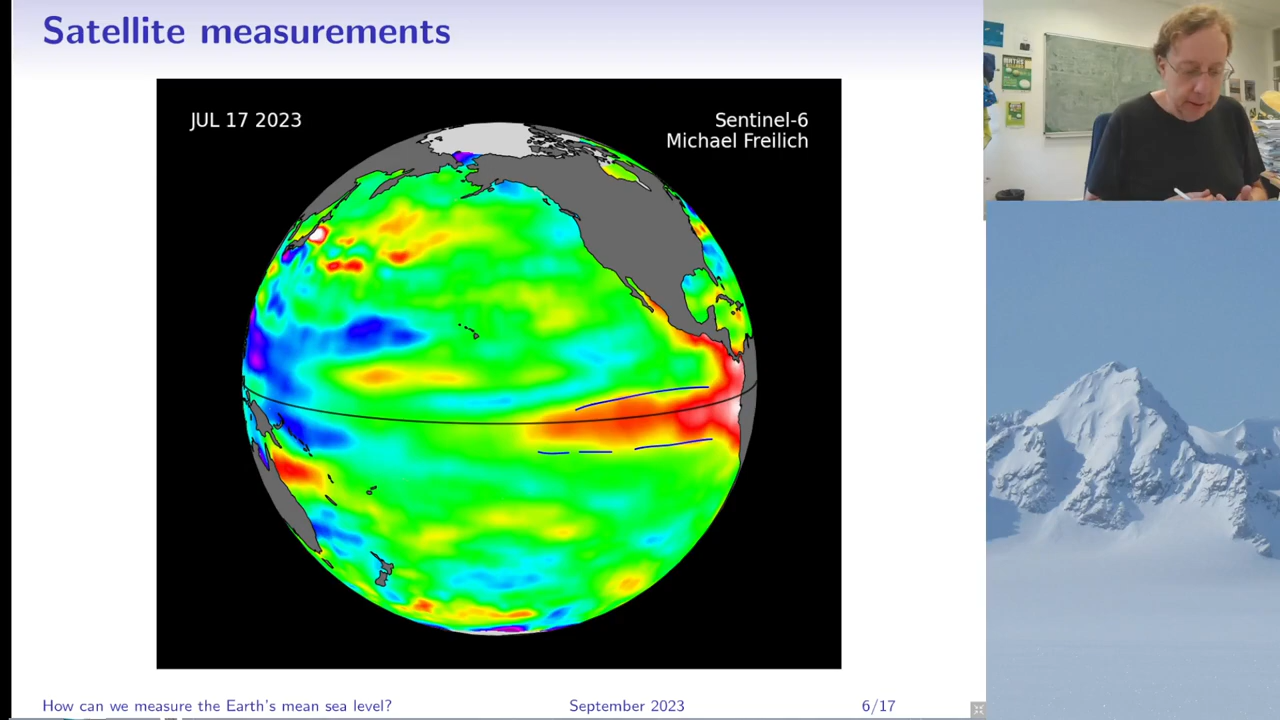 Satellite measurements
JUL 17 2023
Sentinel-6
Michael Freilich
How can we measure the Earth's mean sea level?
September 2023
6/17